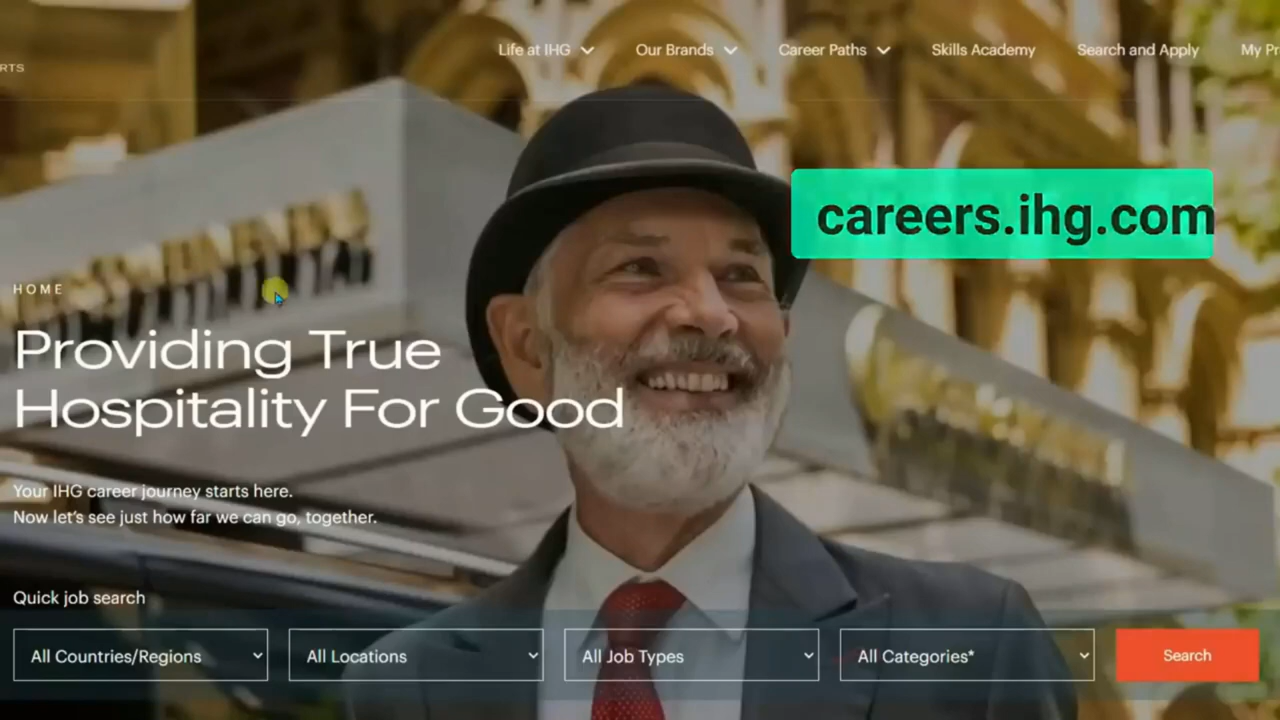 Life at IHG Our Brands Career Paths Skills Academy Search and Apply My Pr
RTS
careers.ihg.com
HOME
Providing True
Hospitality For Good
Your IHG career journey starts here.
Now let's see just how far we can go, together.
Quick job search
All Countries/Regions All Locations All Job Types All Categories* Search